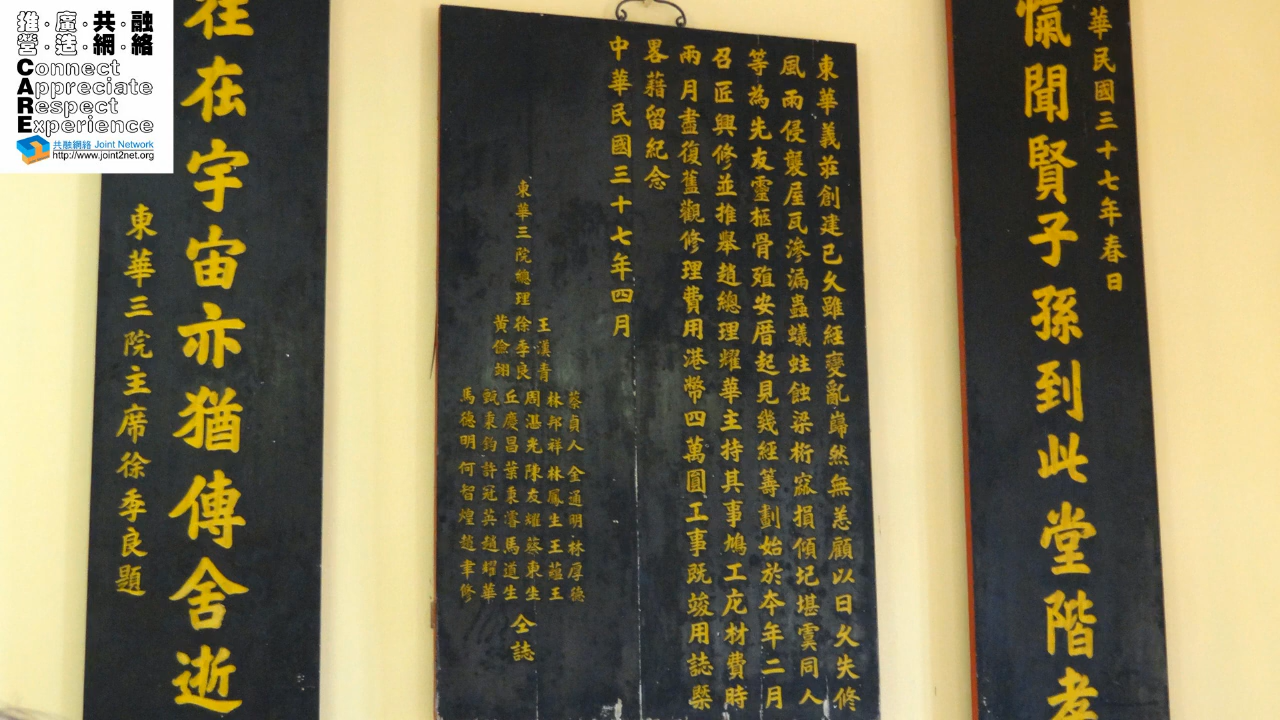 推·廣·共·融
營·造·網·絡
Connect
Appreciate
Respect
Experience
共融網絡 Joint Network
http://www.joint2net.org
華民國三十七年春日
愾聞賢子孫到此堂階孝
東華義莊創建已久雖經變亂巋然無恙顧以日久失修
風雨侵襲屋瓦滲漏蟲蟻蛀蝕梁桁窳損傾圮堪虞同人
等為先友靈柩骨殖安厝起見幾經籌劃始於本年二月
召匠興修並推舉趙總理耀華主持其事鳩工庀材費時
兩月盡復舊觀修理費用港幣四萬圓工事既竣用誌槩
畧藉留紀念
中華民國三十七年四月
東華三院總理
王漢青
徐季良
黃儉翊
蔡貞人 金通明 林厚德
林邦祥 林鳳生 王蘊王
周湛光 陳友耀 蔡東生
丘慶昌 葉秉濤 馬道生
甄秉鈞 許冠英 趙耀華
馬德明 何智煌 趙聿修
仝誌
在宇宙亦猶傳舍逝
東華三院主席徐季良題